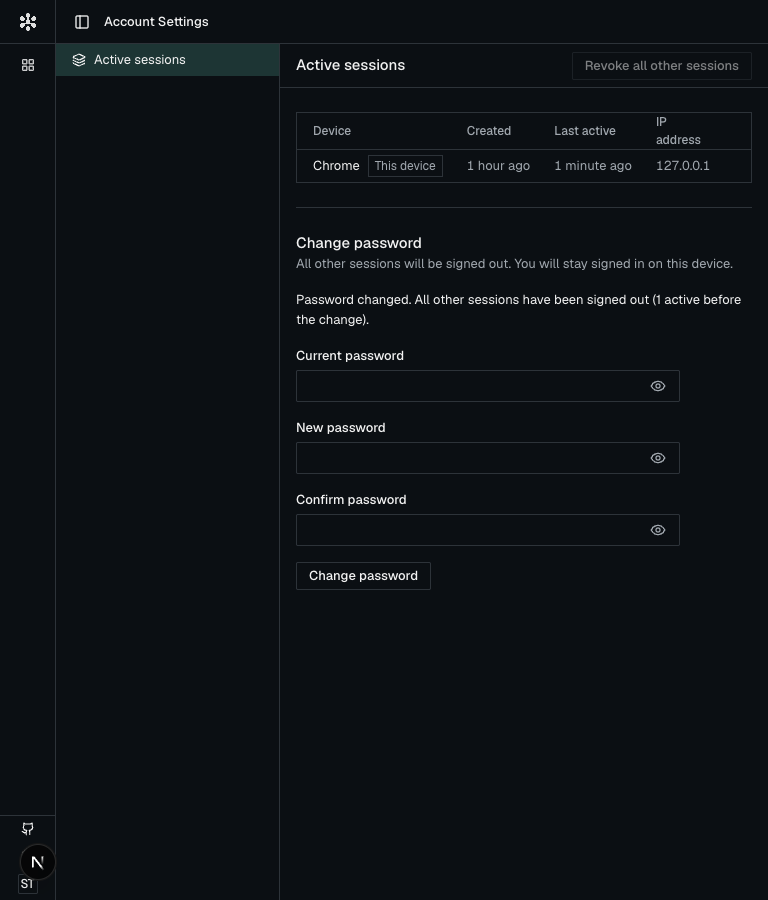 Account Settings
Active sessions
Active sessions
Revoke all other sessions
Device Created Last active IP address
Chrome This device 1 hour ago 1 minute ago 127.0.0.1
Change password
All other sessions will be signed out. You will stay signed in on this device.
Password changed. All other sessions have been signed out (1 active before
the change).
Current password
New password
Confirm password
Change password
N
ST